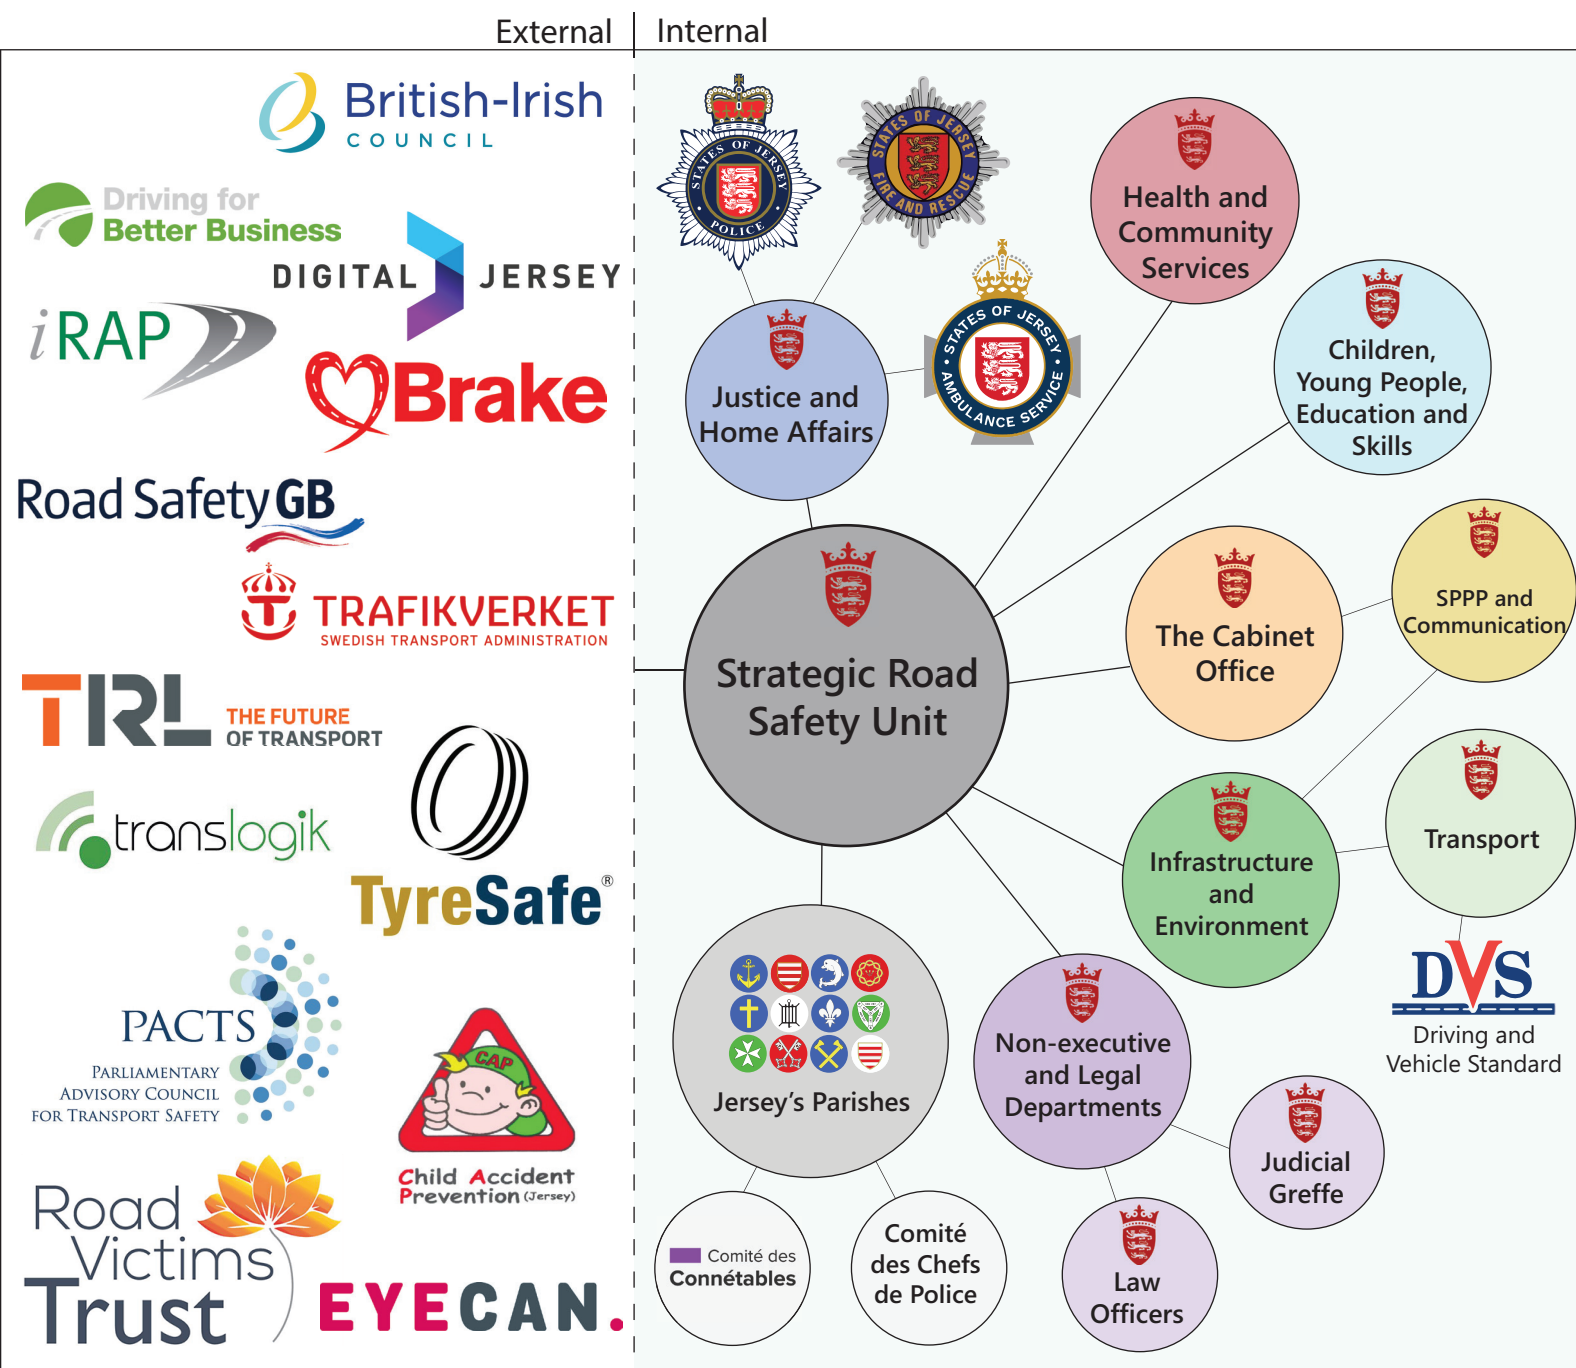 External
Internal
British-Irish
COUNCIL
Driving for
Better Business
DIGITAL JERSEY
iRAP
Brake
Road Safety GB
TRAFIKVERKET
SWEDISH TRANSPORT ADMINISTRATION
TRL
THE FUTURE
OF TRANSPORT
translogik
TyreSafe®
PACTS
PARLIAMENTARY
ADVISORY COUNCIL
FOR TRANSPORT SAFETY
CAP
Child Accident
Prevention (Jersey)
Road
Victims
Trust
EYECAN.
STATES OF JERSEY
POLICE
STATES OF JERSEY
FIRE AND RESCUE
STATES OF JERSEY
AMBULANCE SERVICE
Justice and
Home Affairs
Health and
Community
Services
Children,
Young People,
Education and
Skills
Strategic Road
Safety Unit
The Cabinet
Office
SPPP and
Communication
Infrastructure
and
Environment
Transport
DVS
Driving and
Vehicle Standard
Jersey's Parishes
Comité des
Connétables
Comité
des Chefs
de Police
Non-executive
and Legal
Departments
Judicial
Greffe
Law
Officers